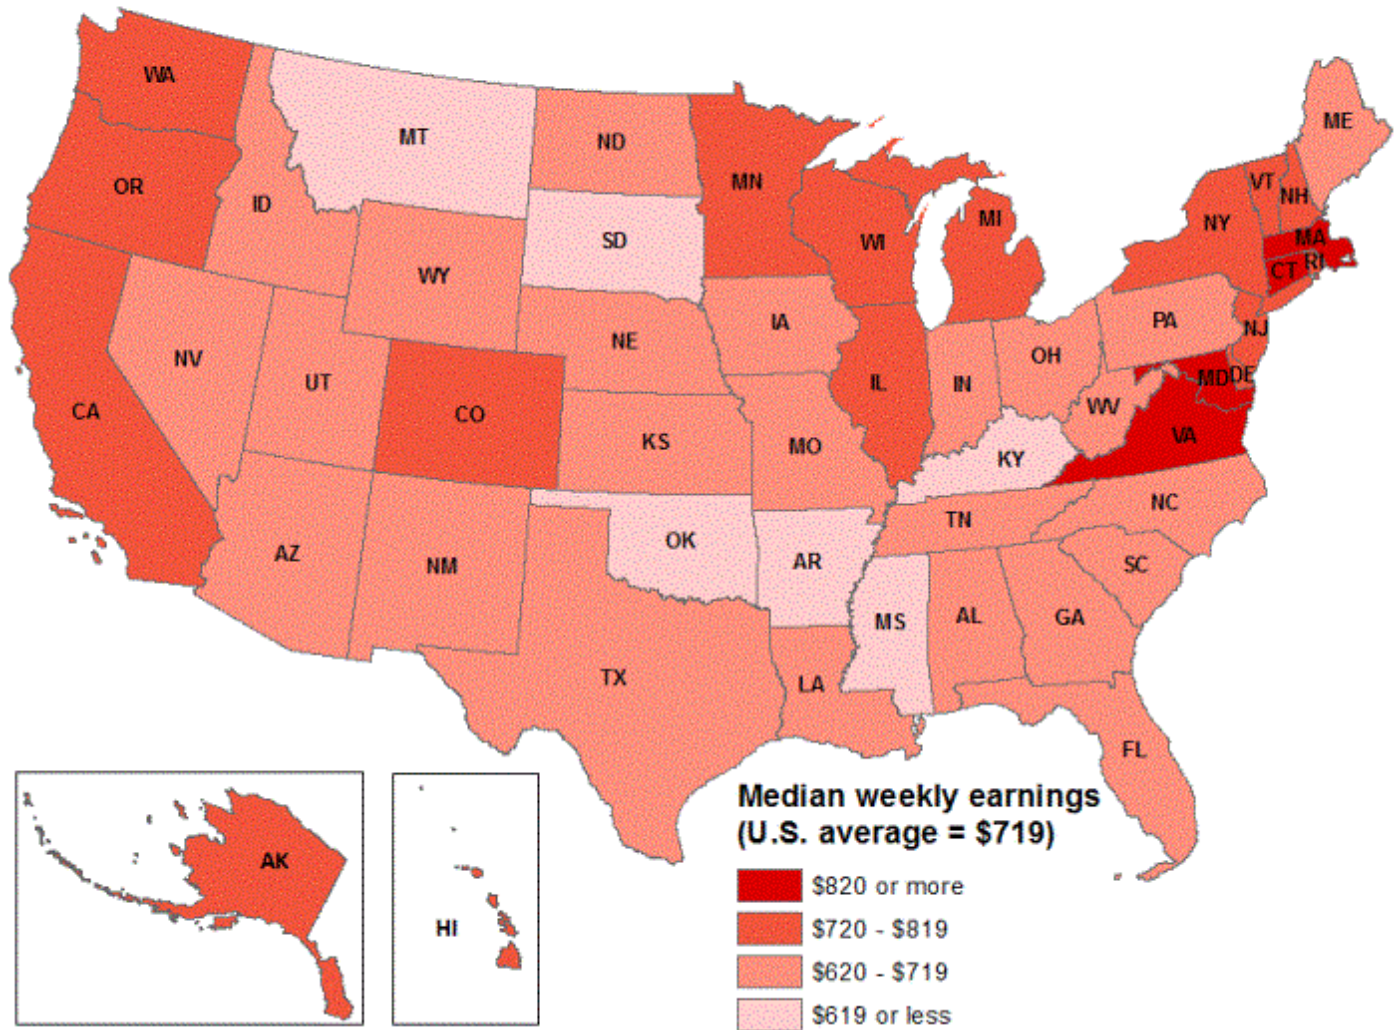 WA
MT
ND
ME
OR
MN
VT
NH
ID
MI
NY
SD
WI
MA
WY
CT RI
IA
PA
NE
NJ
NV
OH
UT
IL
IN
MD DE
CA
CO
WV
KS
MO
VA
KY
NC
TN
OK
AZ
NM
AR
SC
MS
AL
GA
TX
LA
FL
AK
HI
Median weekly earnings
(U.S. average = $719)
$820 or more
$720 - $819
$620 - $719
$619 or less